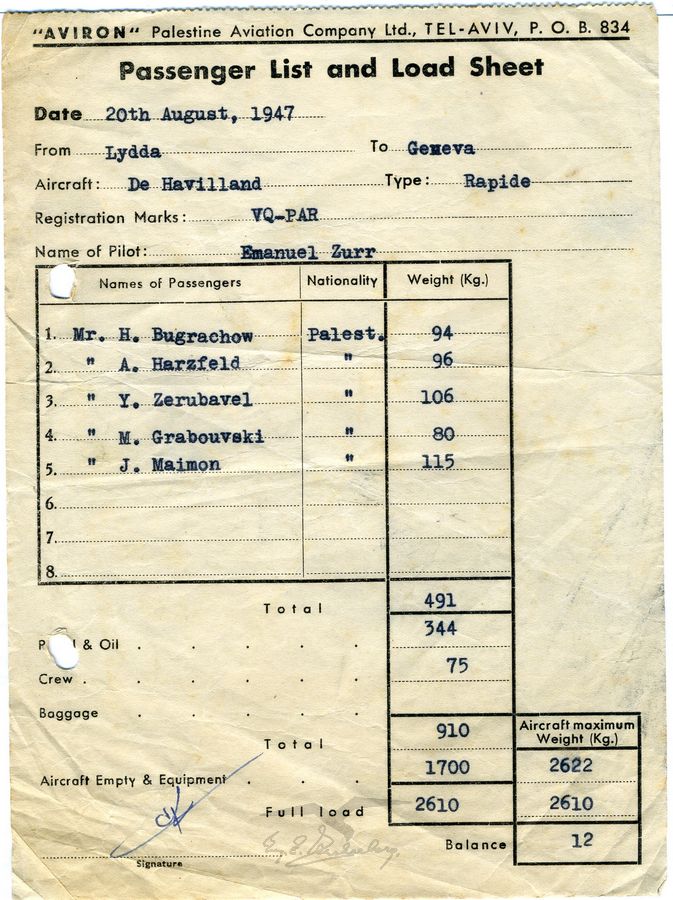 "AVIRON" Palestine Aviation Company Ltd., TEL-AVIV, P. O. B. 834
Passenger List and Load Sheet
Date 20th August, 1947
From Lydda To Geneva
Aircraft: De Havilland Type: Rapide
Registration Marks: VQ-PAR
Name of Pilot: Emanuel Zurr
Names of Passengers Nationality Weight (Kg.)
1. Mr. H. Bugrachow Palest. 94
2. " A. Harzfeld " 96
3. " Y. Zerubavel " 106
4. " M. Grabouvski " 80
5. " J. Maimon " 115
6.
7.
8.
Total 491
& Oil 344
Crew 75
Baggage
Total 910 Aircraft maximum Weight (Kg.)
Aircraft Empty & Equipment 1700 2622
Full load 2610 2610
Balance 12
Signature